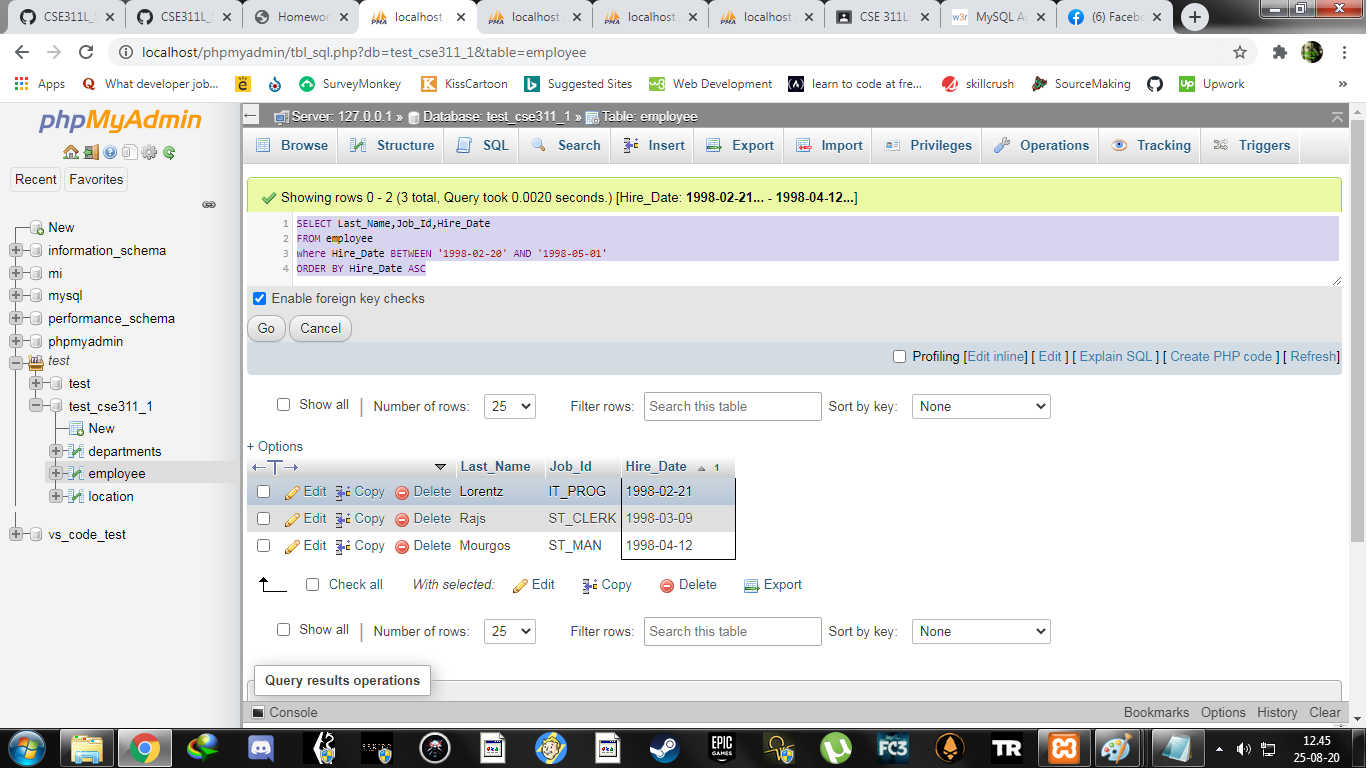 CSE311L_ CSE311L_ Homewor localhost localhost localhost localhost CSE 311L: MySQL Ag (6) Facebo
localhost/phpmyadmin/tbl_sql.php?db=test_cse311_1&table=employee
Apps What developer job... SurveyMonkey KissCartoon Suggested Sites Web Development learn to code at fre... skillcrush SourceMaking Upwork »
phpMyAdmin
Recent Favorites
New
information_schema
mi
mysql
performance_schema
phpmyadmin
test
test
test_cse311_1
New
departments
employee
location
vs_code_test
Server: 127.0.0.1 » Database: test_cse311_1 » Table: employee
Browse Structure SQL Search Insert Export Import Privileges Operations Tracking Triggers
Showing rows 0 - 2 (3 total, Query took 0.0020 seconds.) [Hire_Date: 1998-02-21... - 1998-04-12...]
1 SELECT Last_Name,Job_Id,Hire_Date
2 FROM employee
3 where Hire_Date BETWEEN '1998-02-20' AND '1998-05-01'
4 ORDER BY Hire_Date ASC
Enable foreign key checks
Go Cancel
Profiling [Edit inline] [ Edit ] [ Explain SQL ] [ Create PHP code ] [ Refresh]
Show all | Number of rows: 25 Filter rows: Search this table Sort by key: None
+ Options
←T→ Last_Name Job_Id Hire_Date 1
Edit Copy Delete Lorentz IT_PROG 1998-02-21
Edit Copy Delete Rajs ST_CLERK 1998-03-09
Edit Copy Delete Mourgos ST_MAN 1998-04-12
Check all With selected: Edit Copy Delete Export
Show all | Number of rows: 25 Filter rows: Search this table Sort by key: None
Query results operations
Console Bookmarks Options History Clear
EPIC GAMES FC3 TR 12.45
25-08-20